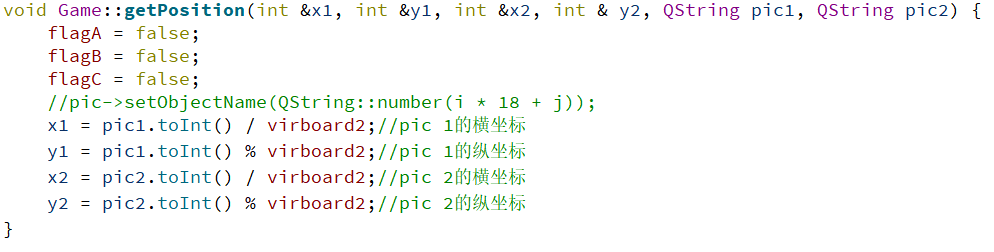 void Game::getPosition(int &x1, int &y1, int &x2, int & y2, QString pic1, QString pic2) {
    flagA = false;
    flagB = false;
    flagC = false;
    //pic->setObjectName(QString::number(i * 18 + j));
    x1 = pic1.toInt() / virboard2;//pic 1的横坐标
    y1 = pic1.toInt() % virboard2;//pic 1的纵坐标
    x2 = pic2.toInt() / virboard2;//pic 2的横坐标
    y2 = pic2.toInt() % virboard2;//pic 2的纵坐标
}